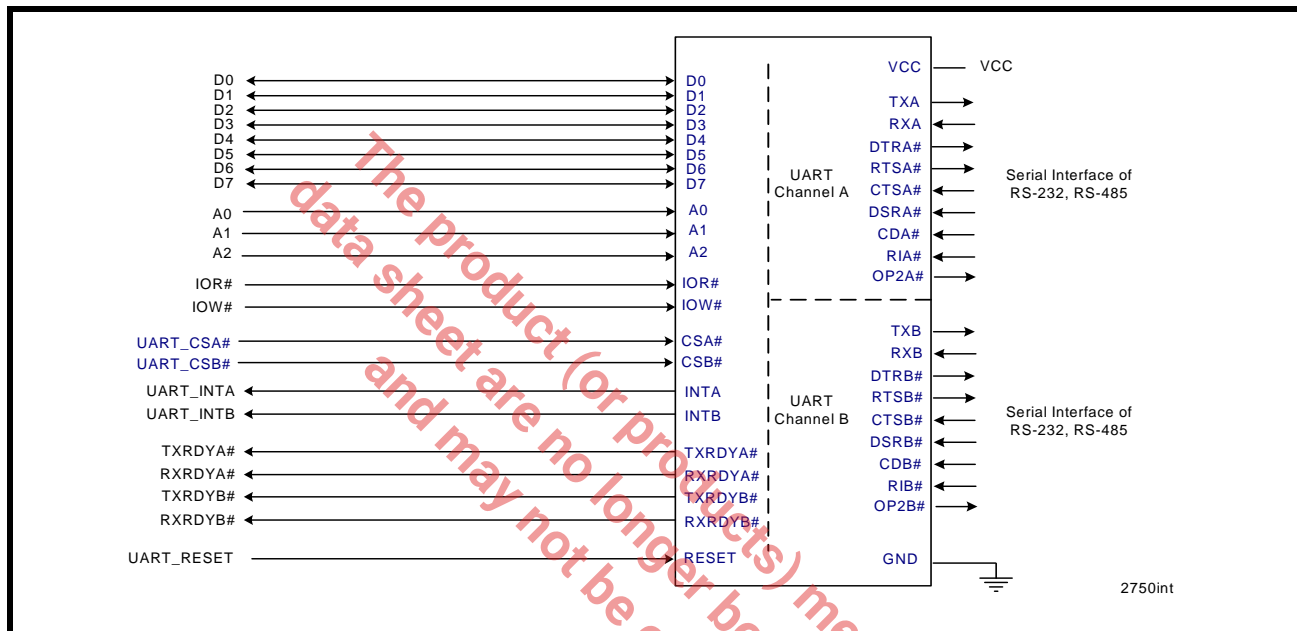 D0
D1
D2
D3
D4
D5
D6
D7
A0
A1
A2
IOR#
IOW#
UART_CSA#
UART_CSB#
UART_INTA
UART_INTB
TXRDYA#
RXRDYA#
TXRDYB#
RXRDYB#
UART_RESET
D0
D1
D2
D3
D4
D5
D6
D7
A0
A1
A2
IOR#
IOW#
CSA#
CSB#
INTA
INTB
TXRDYA#
RXRDYA#
TXRDYB#
RXRDYB#
RESET
UART
Channel A
UART
Channel B
VCC
TXA
RXA
DTRA#
RTSA#
CTSA#
DSRA#
CDA#
RIA#
OP2A#
TXB
RXB
DTRB#
RTSB#
CTSB#
DSRB#
CDB#
RIB#
OP2B#
GND
VCC
Serial Interface of
RS-232, RS-485
Serial Interface of
RS-232, RS-485
2750int
The product (or products) me
data sheet are no longer be
and may not be